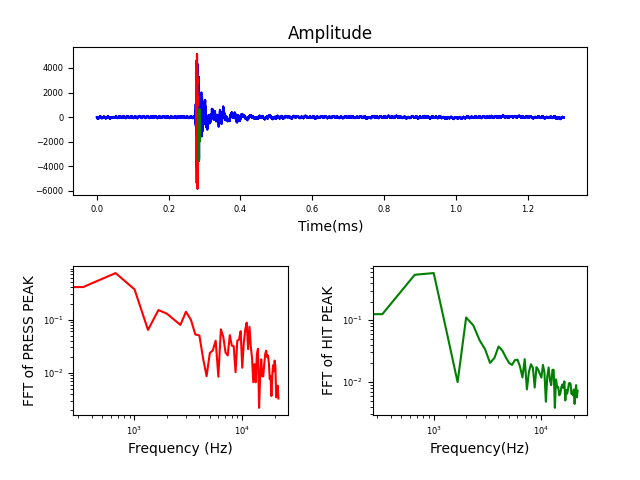 Amplitude
4000
2000
0
−2000
−4000
−6000
0.0 0.2 0.4 0.6 0.8 1.0 1.2
Time(ms)
FFT of PRESS PEAK
10⁻¹
10⁻²
10³ 10⁴
Frequency (Hz)
FFT of HIT PEAK
10⁻¹
10⁻²
10³ 10⁴
Frequency(Hz)